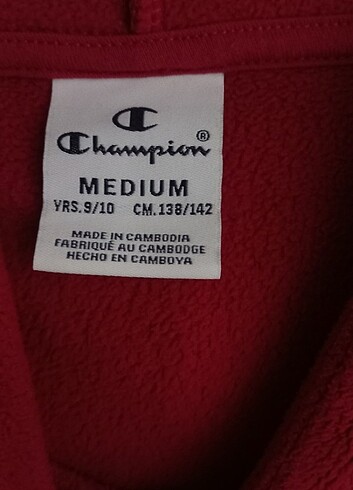 Champion®
MEDIUM
YRS.9/10 CM.138/142
MADE IN CAMBODIA
FABRIQUÉ AU CAMBODGE
HECHO EN CAMBOYA